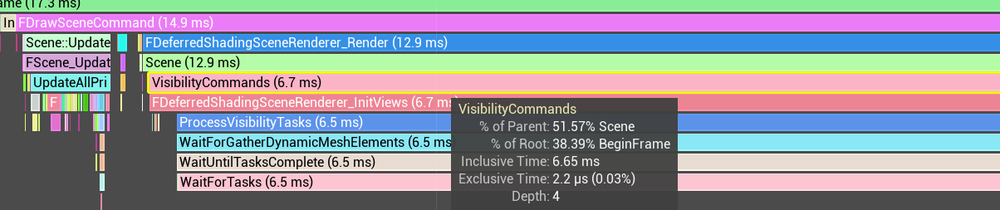 ame (17.3 ms)
In FDrawSceneCommand (14.9 ms)
Scene::Update FDeferredShadingSceneRenderer_Render (12.9 ms)
FScene_Updat Scene (12.9 ms)
UpdateAllPri VisibilityCommands (6.7 ms)
F FDeferredShadingSceneRenderer_InitViews (6.7 ms)
ProcessVisibilityTasks (6.5 ms)
WaitForGatherDynamicMeshElements (6.5 ms
WaitUntilTasksComplete (6.5 ms)
WaitForTasks (6.5 ms)
VisibilityCommands
% of Parent: 51.57% Scene
% of Root: 38.39% BeginFrame
Inclusive Time: 6.65 ms
Exclusive Time: 2.2 µs (0.03%)
Depth: 4